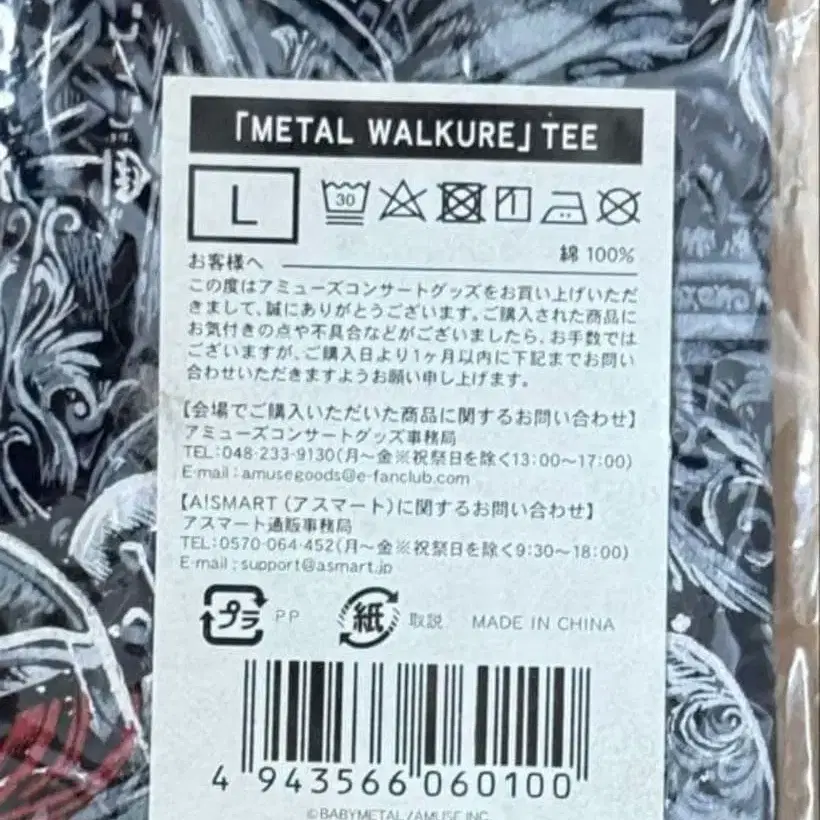 「METAL WALKURE」TEE
L
30
綿 100%
お客様へ
この度はアミューズコンサートグッズをお買い上げいただ
きまして、誠にありがとうございます。ご購入された商品に
お気付きの点や不具合などがございましたら、お手数では
ございますが、ご購入日より1ヶ月以内に下記までお問い
合わせいただきますようお願い申し上げます。
【会場でご購入いただいた商品に関するお問い合わせ】
アミューズコンサートグッズ事務局
TEL:048-233-9130(月〜金※祝祭日を除く13:00〜17:00)
E-mail:amusegoods@e-fanclub.com
【A!SMART(アスマート)に関するお問い合わせ】
アスマート通販事務局
TEL:0570-064-452(月〜金※祝祭日を除く9:30〜18:00)
E-mail:support@asmart.jp
プラ PP 紙 取説 MADE IN CHINA
4 943566 060100
©BABYMETAL/AMUSE INC.